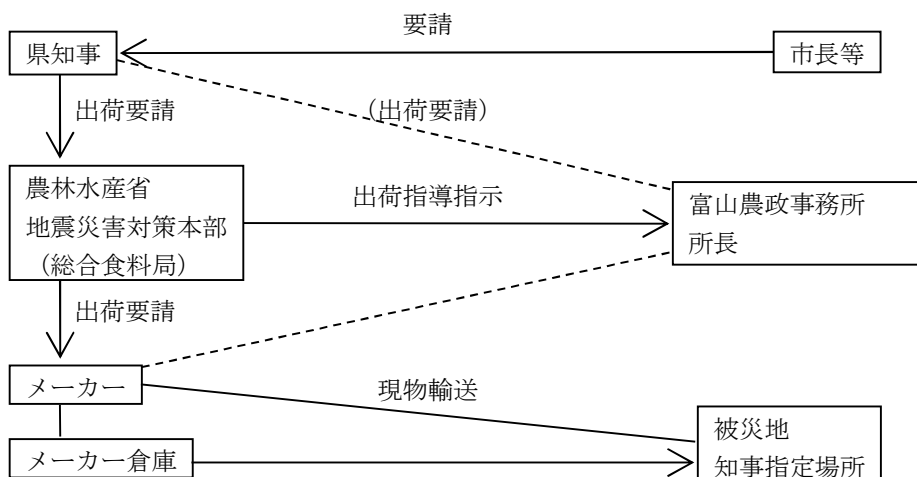 要請
県知事
市長等
出荷要請
（出荷要請）
農林水産省
地震災害対策本部
（総合食料局）
出荷指導指示
富山農政事務所
所長
出荷要請
メーカー
現物輸送
被災地
知事指定場所
メーカー倉庫